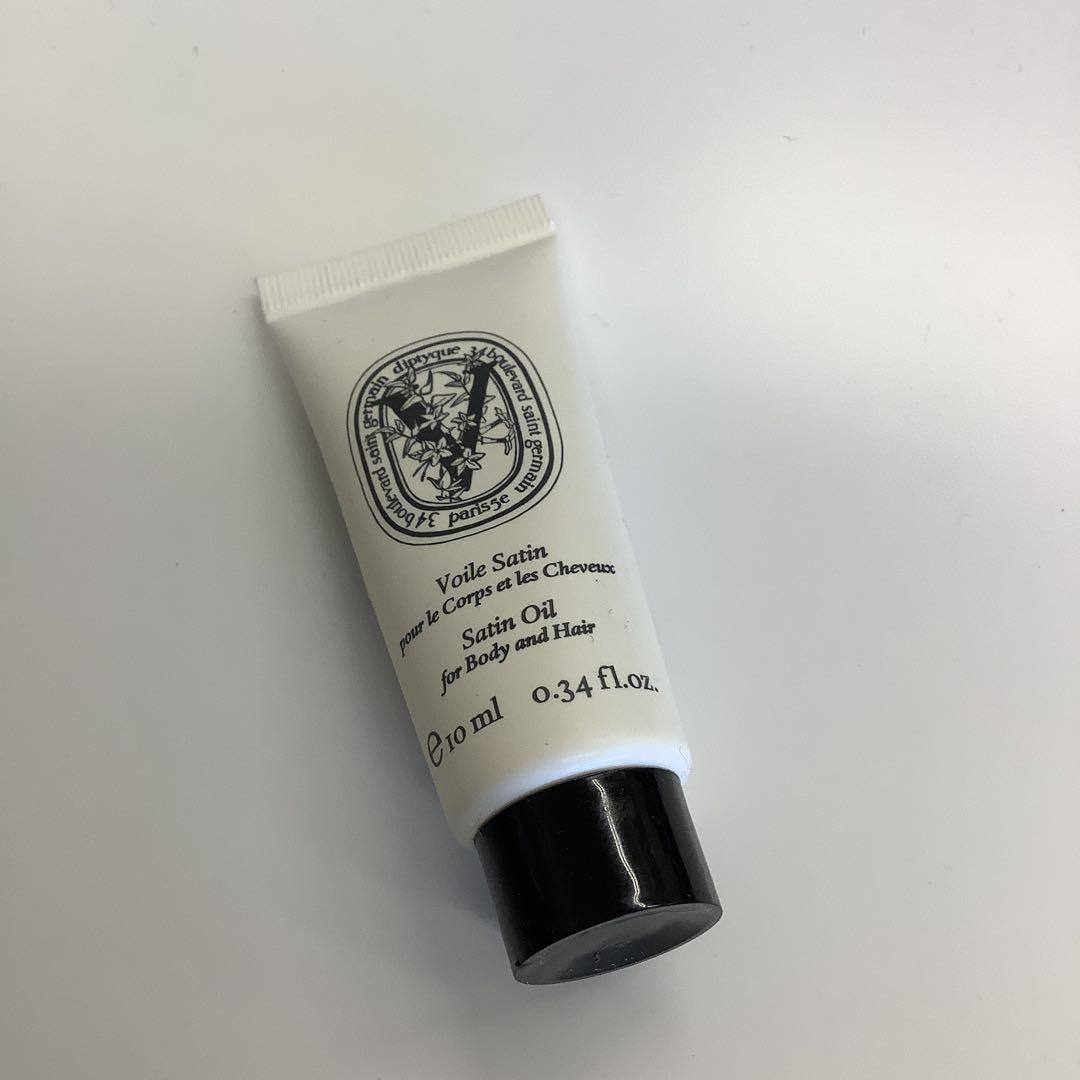 diptyque 34 boulevard saint germain paris5e 34 boulevard saint germain
V
Voile Satin
pour le Corps et les Cheveux
Satin Oil
for Body and Hair
e 10 ml 0.34 fl.oz.